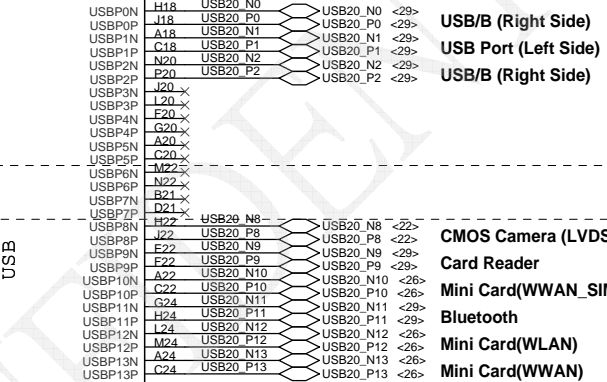 USBP0N H18 USB20_N0 USB20_N0 <29>
USBP0P J18 USB20_P0 USB20_P0 <29> USB/B (Right Side)
USBP1N A18 USB20_N1 USB20_N1 <29>
USBP1P C18 USB20_P1 USB20_P1 <29> USB Port (Left Side)
USBP2N N20 USB20_N2 USB20_N2 <29>
USBP2P P20 USB20_P2 USB20_P2 <29> USB/B (Right Side)
USBP3N J20
USBP3P L20
USBP4N F20
USBP4P G20
USBP5N A20
USBP5P C20
USBP6N M22
USBP6P N22
USBP7N B21
USBP7P D21
USBP8N H22 USB20_N8 USB20_N8 <22>
USBP8P J22 USB20_P8 USB20_P8 <22> CMOS Camera (LVDS
USBP9N E22 USB20_N9 USB20_N9 <29>
USBP9P F22 USB20_P9 USB20_P9 <29> Card Reader
USBP10N A22 USB20_N10 USB20_N10 <26>
USBP10P C22 USB20_P10 USB20_P10 <26> Mini Card(WWAN_SIM
USBP11N G24 USB20_N11 USB20_N11 <29>
USBP11P H24 USB20_P11 USB20_P11 <29> Bluetooth
USBP12N L24 USB20_N12 USB20_N12 <26>
USBP12P M24 USB20_P12 USB20_P12 <26> Mini Card(WLAN)
USBP13N A24 USB20_N13 USB20_N13 <26>
USBP13P C24 USB20_P13 USB20_P13 <26> Mini Card(WWAN)
USB